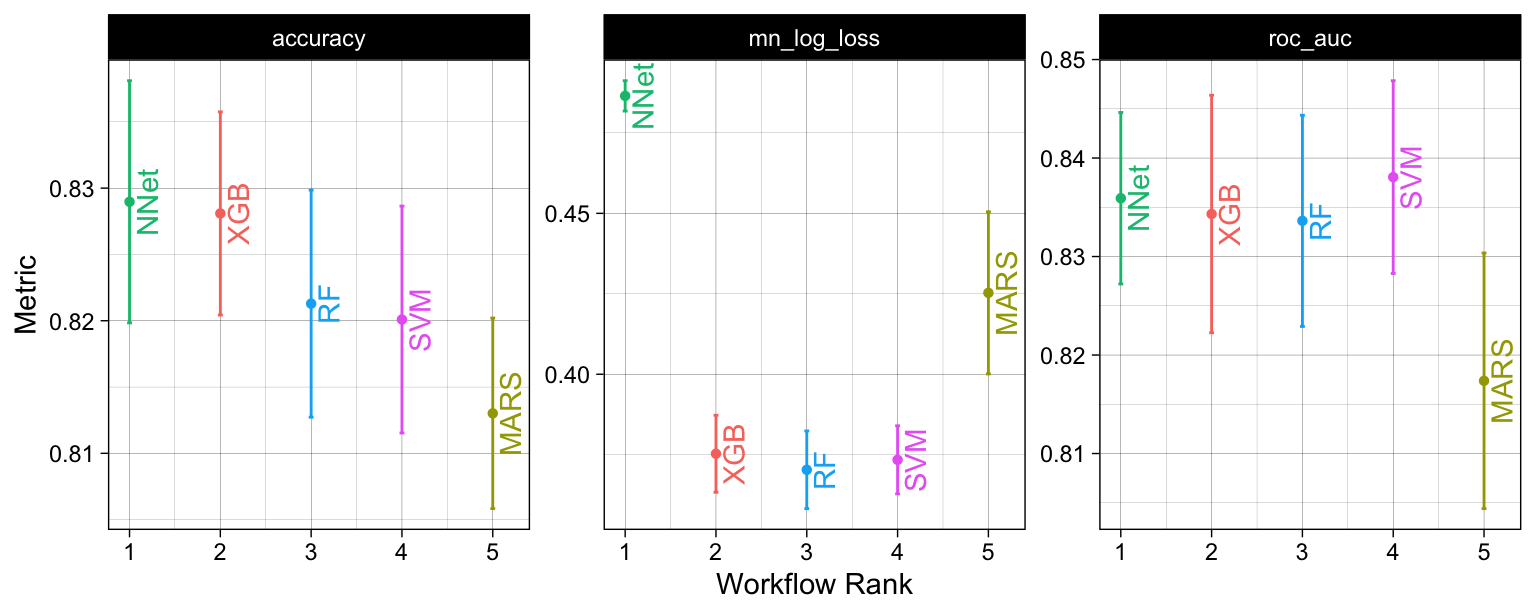 accuracy
mn_log_loss
roc_auc
Metric
0.83
0.82
0.81
NNet
XGB
RF
SVM
MARS
1 2 3 4 5
0.45
0.40
NNet
XGB
RF
SVM
MARS
1 2 3 4 5
0.85
0.84
0.83
0.82
0.81
NNet
XGB
RF
SVM
MARS
1 2 3 4 5
Workflow Rank